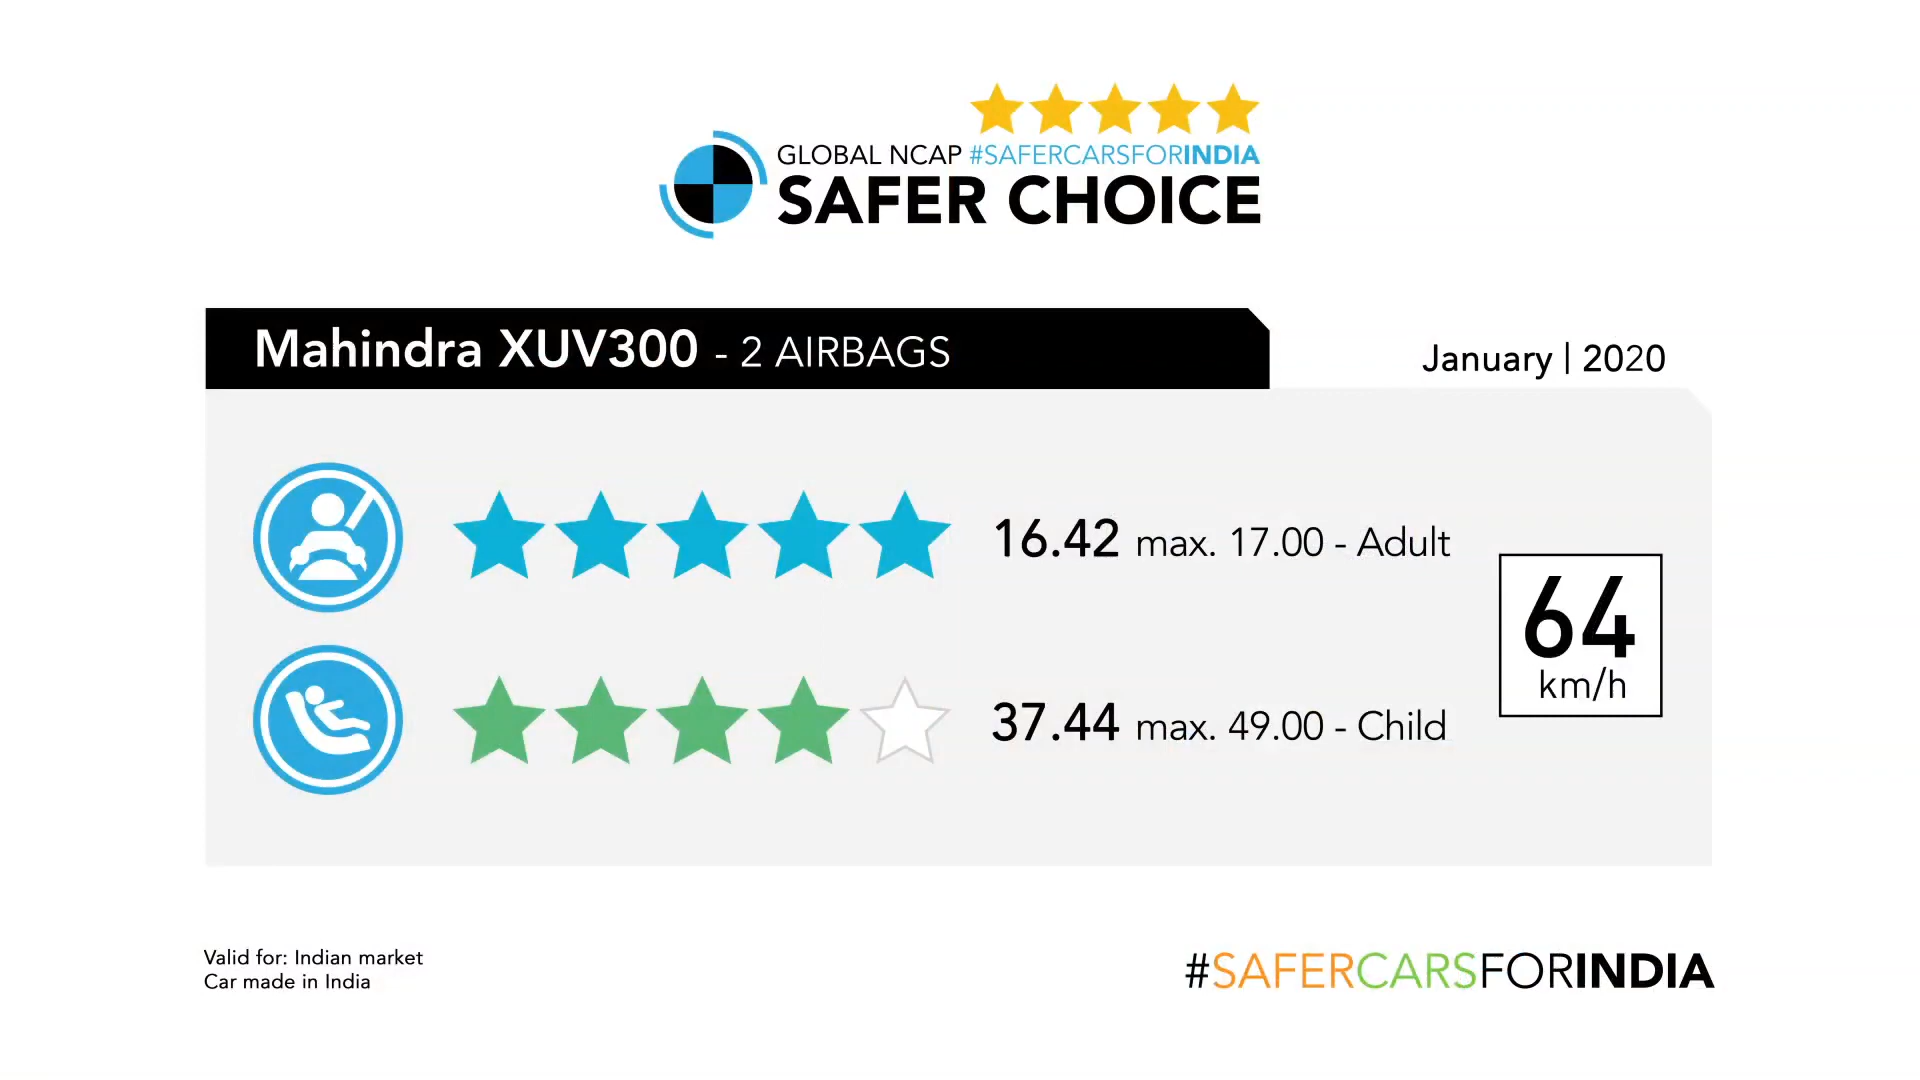 GLOBAL NCAP #SAFERCARSFORINDIA
SAFER CHOICE
Mahindra XUV300 - 2 AIRBAGS
January | 2020
16.42 max. 17.00 - Adult
37.44 max. 49.00 - Child
64
km/h
Valid for: Indian market
Car made in India
#SAFERCARSFORINDIA